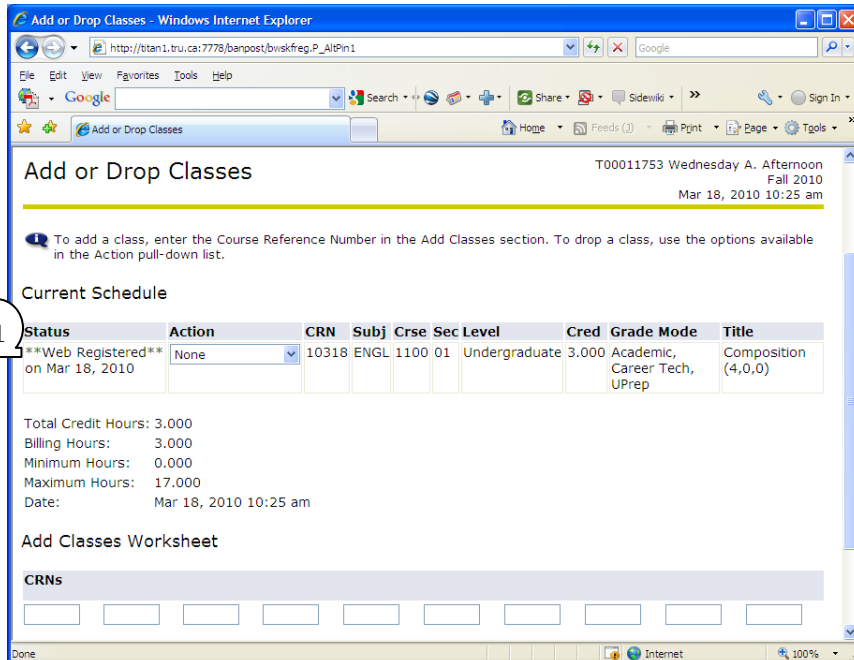 Add or Drop Classes - Windows Internet Explorer
http://titan1.tru.ca:7778/banpost/bwskfreg.P_AltPin1
Google
File Edit View Favorites Tools Help
Google Search Share Sidewiki >> Sign In
Add or Drop Classes Home Feeds (J) Print Page Tools >>
Add or Drop Classes
T00011753 Wednesday A. Afternoon
Fall 2010
Mar 18, 2010 10:25 am
To add a class, enter the Course Reference Number in the Add Classes section. To drop a class, use the options available
in the Action pull-down list.
Current Schedule
1
Status Action CRN Subj Crse Sec Level Cred Grade Mode Title
**Web Registered** None 10318 ENGL 1100 01 Undergraduate 3.000 Academic, Composition
on Mar 18, 2010 Career Tech, (4,0,0)
UPrep
Total Credit Hours: 3.000
Billing Hours: 3.000
Minimum Hours: 0.000
Maximum Hours: 17.000
Date: Mar 18, 2010 10:25 am
Add Classes Worksheet
CRNs
Done Internet 100%